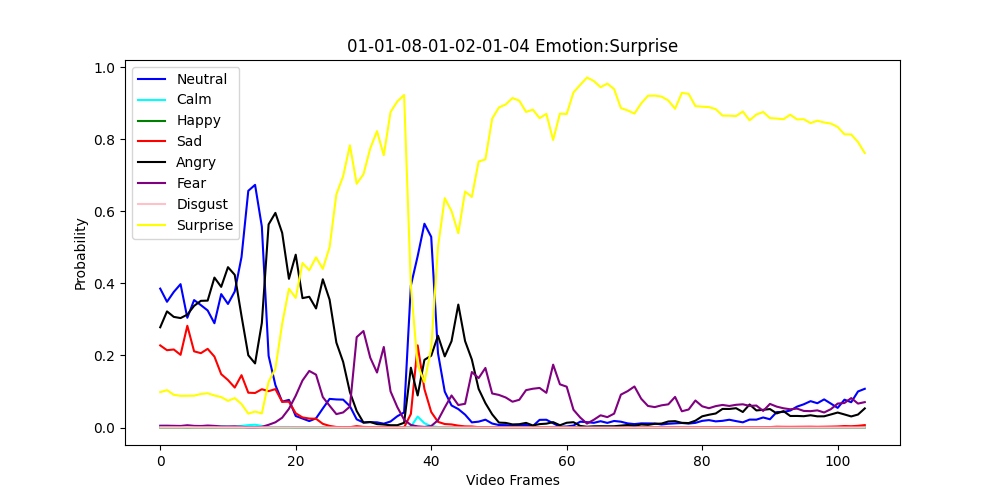 01-01-08-01-02-01-04 Emotion:Surprise
1.0
0.8
0.6
0.4
0.2
0.0
Probability
Neutral
Calm
Happy
Sad
Angry
Fear
Disgust
Surprise
0 20 40 60 80 100
Video Frames